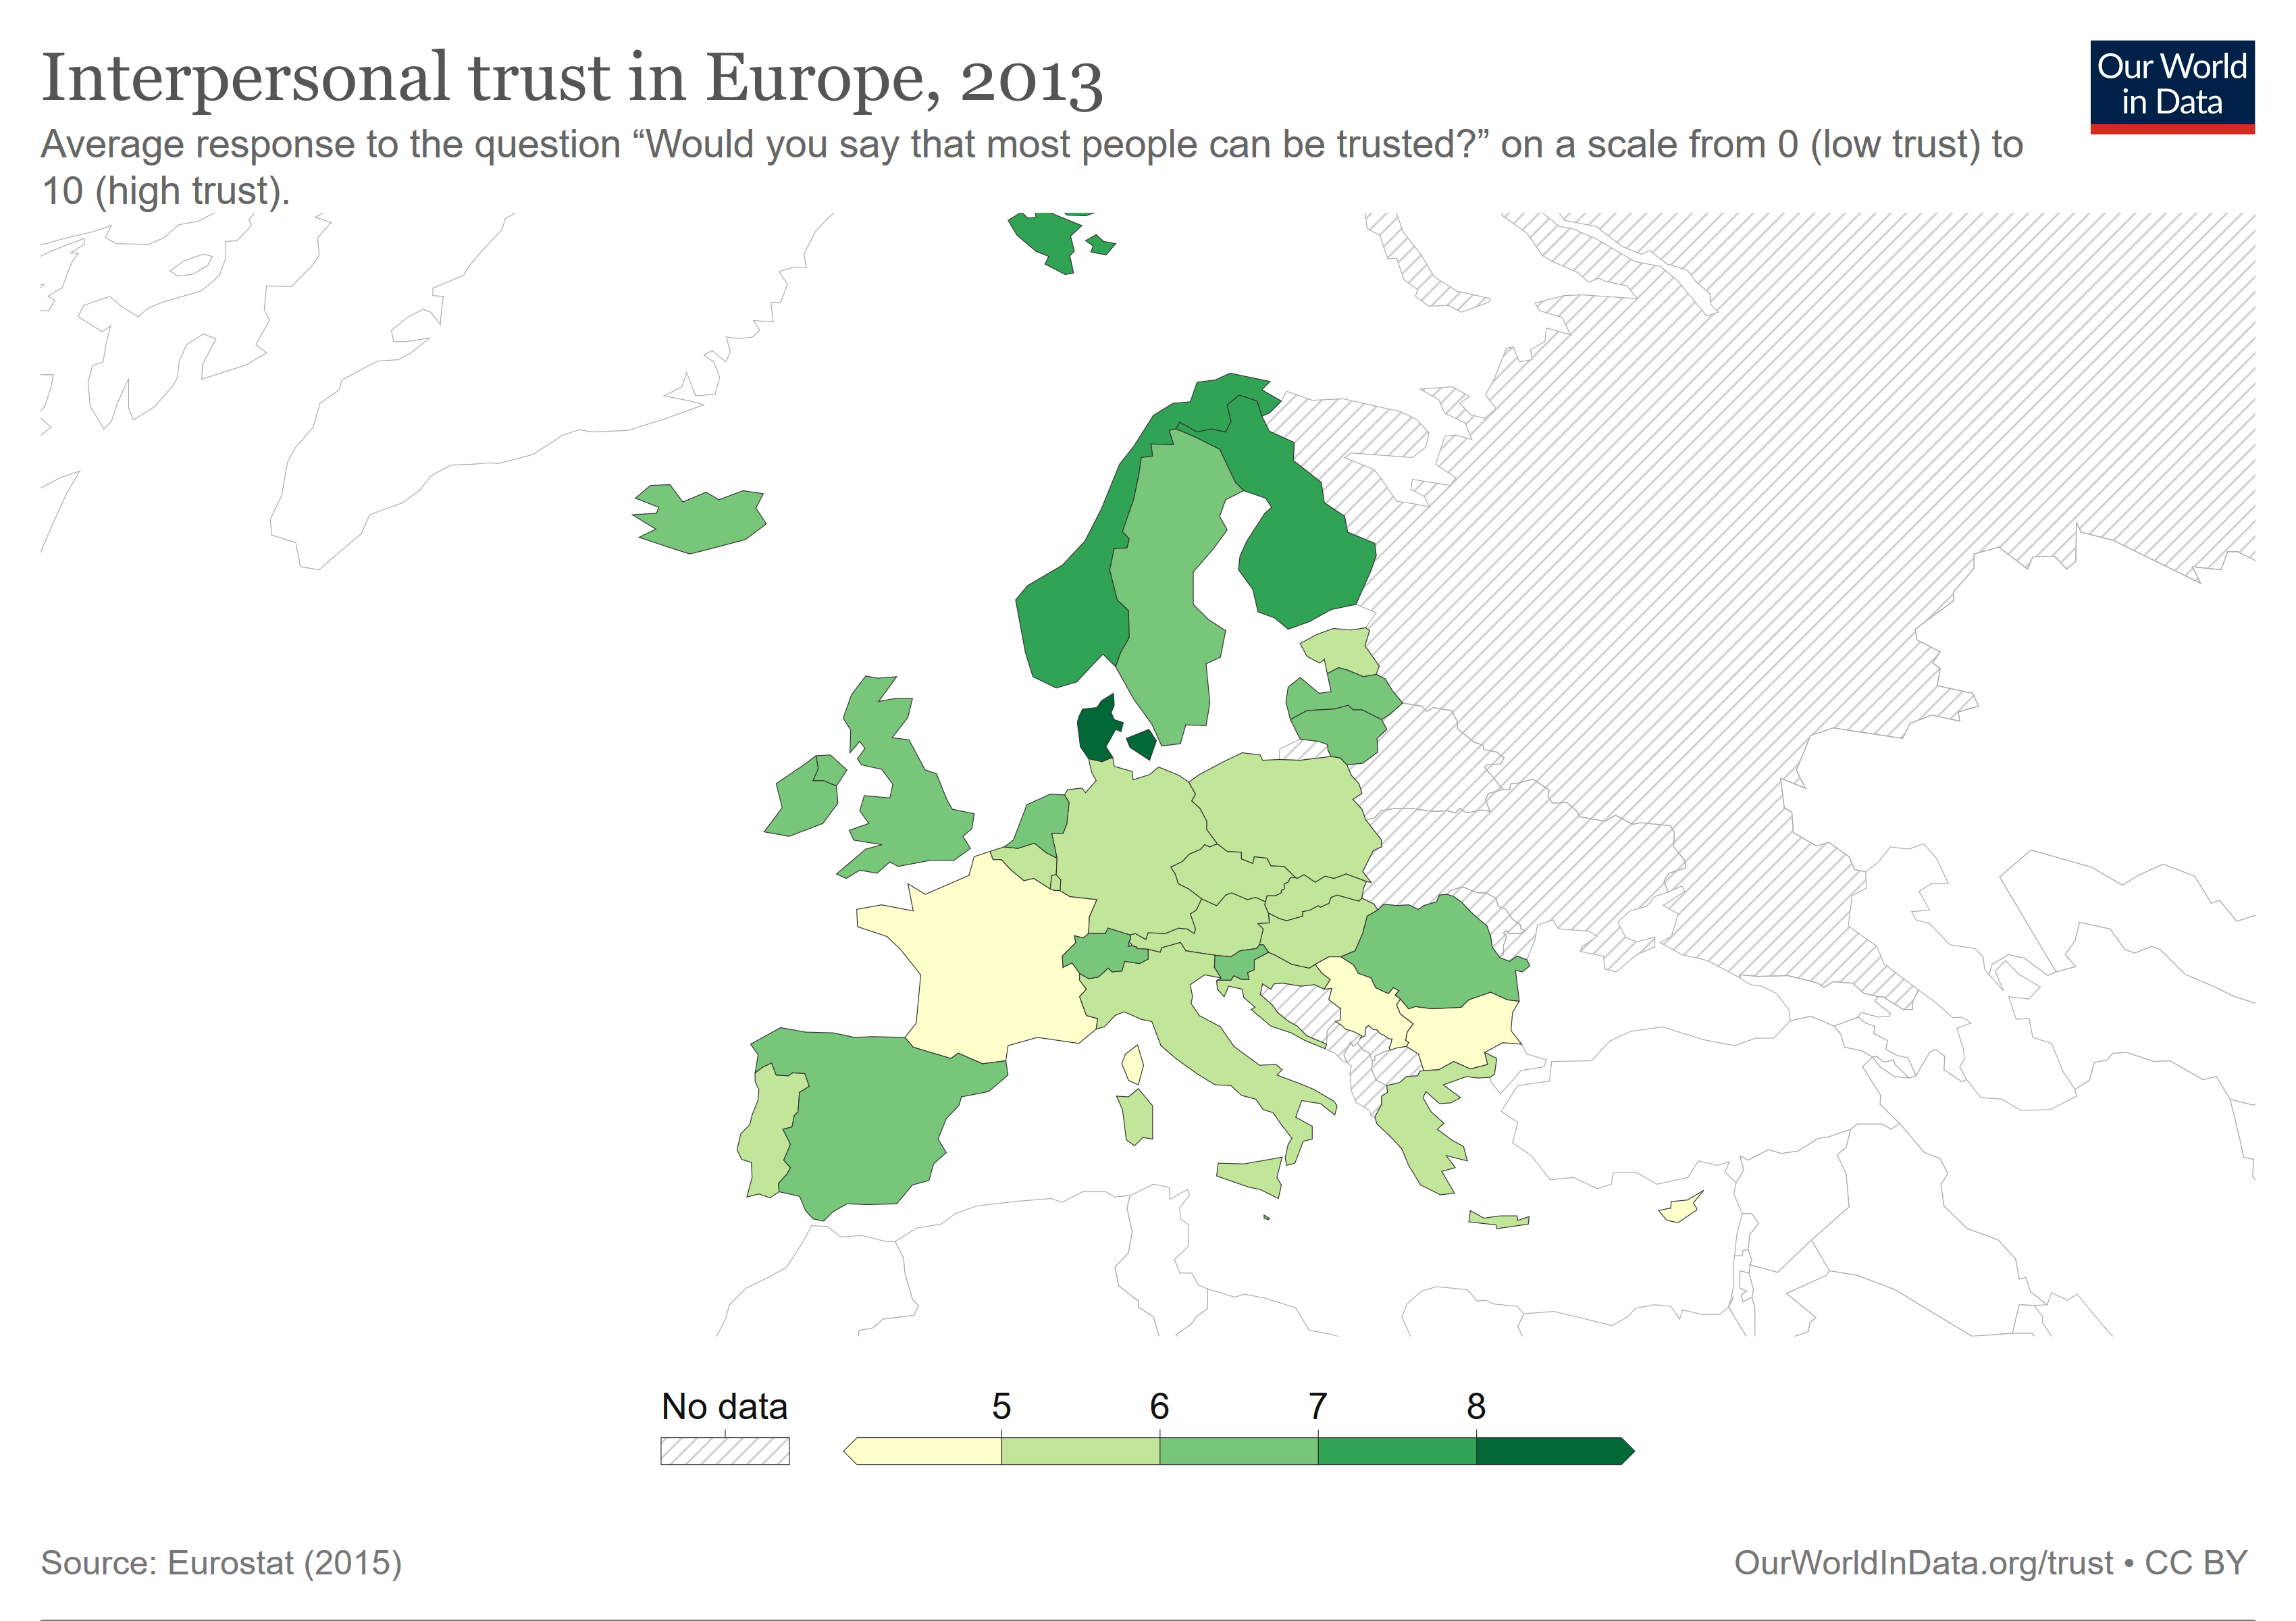 Interpersonal trust in Europe, 2013
Our World
in Data
Average response to the question “Would you say that most people can be trusted?” on a scale from 0 (low trust) to
10 (high trust).
No data
5
6
7
8
Source: Eurostat (2015)
OurWorldInData.org/trust • CC BY